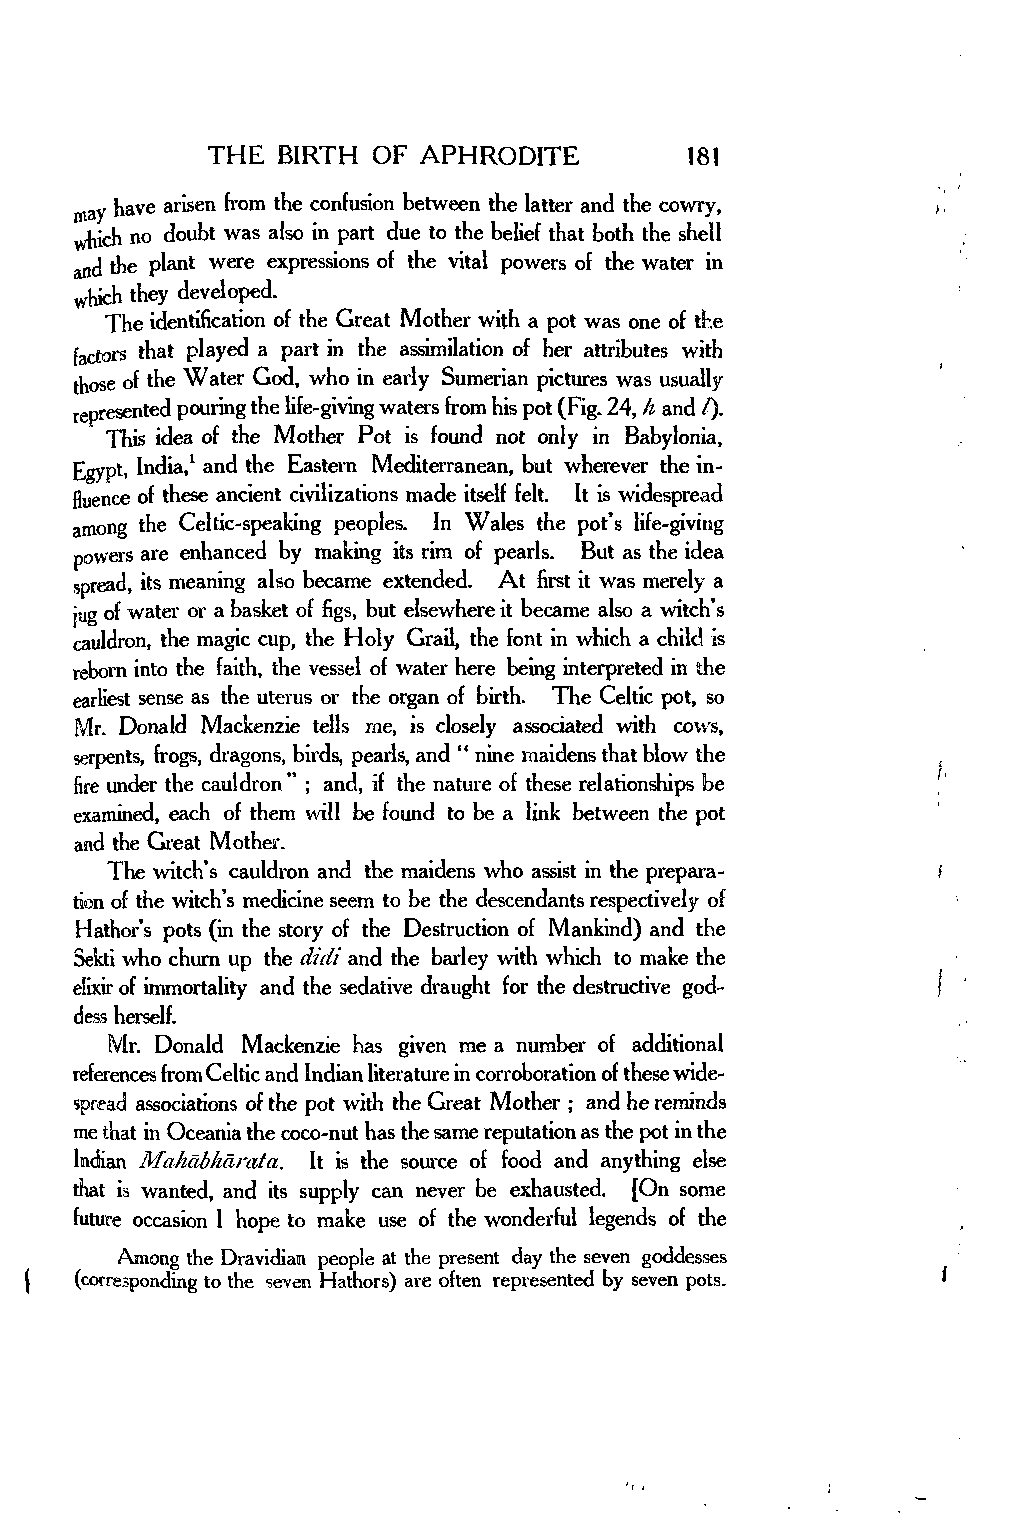 THE BIRTH OF APHRODITE 181
may have arisen from the confusion between the latter and the cowry,
which no doubt was also in part due to the belief that both the shell
and the plant were expressions of the vital powers of the water in
which they developed.
The identification of the Great Mother with a pot was one of the
factors that played a part in the assimilation of her attributes with
those of the Water God, who in early Sumerian pictures was usually
represented pouring the life-giving waters from his pot (Fig. 24, h and l).
This idea of the Mother Pot is found not only in Babylonia,
Egypt, India,¹ and the Eastern Mediterranean, but wherever the in-
fluence of these ancient civilizations made itself felt. It is widespread
among the Celtic-speaking peoples. In Wales the pot's life-giving
powers are enhanced by making its rim of pearls. But as the idea
spread, its meaning also became extended. At first it was merely a
jug of water or a basket of figs, but elsewhere it became also a witch's
cauldron, the magic cup, the Holy Grail, the font in which a child is
reborn into the faith, the vessel of water here being interpreted in the
earliest sense as the uterus or the organ of birth. The Celtic pot, so
Mr. Donald Mackenzie tells me, is closely associated with cows,
serpents, frogs, dragons, birds, pearls, and " nine maidens that blow the
fire under the cauldron " ; and, if the nature of these relationships be
examined, each of them will be found to be a link between the pot
and the Great Mother.
The witch's cauldron and the maidens who assist in the prepara-
tion of the witch's medicine seem to be the descendants respectively of
Hathor's pots (in the story of the Destruction of Mankind) and the
Sekti who churn up the didi and the barley with which to make the
elixir of immortality and the sedative draught for the destructive god-
dess herself.
Mr. Donald Mackenzie has given me a number of additional
references from Celtic and Indian literature in corroboration of these wide-
spread associations of the pot with the Great Mother ; and he reminds
me that in Oceania the coco-nut has the same reputation as the pot in the
Indian Mahābhārata. It is the source of food and anything else
that is wanted, and its supply can never be exhausted. [On some
future occasion I hope to make use of the wonderful legends of the
Among the Dravidian people at the present day the seven goddesses
(corresponding to the seven Hathors) are often represented by seven pots.